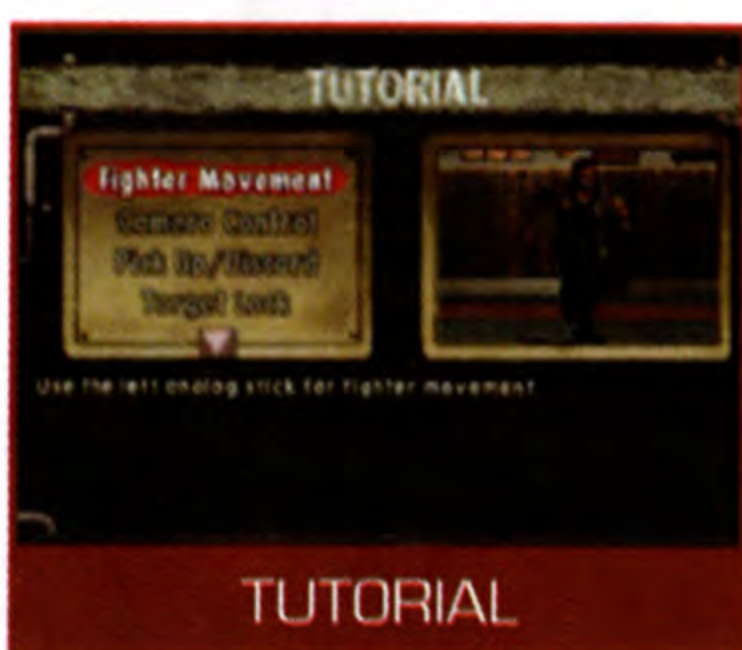 TUTORIAL
Fighter Movement
Camera Control
Pick Up/Discard
Target Lock
Use the left analog stick for fighter movement
TUTORIAL